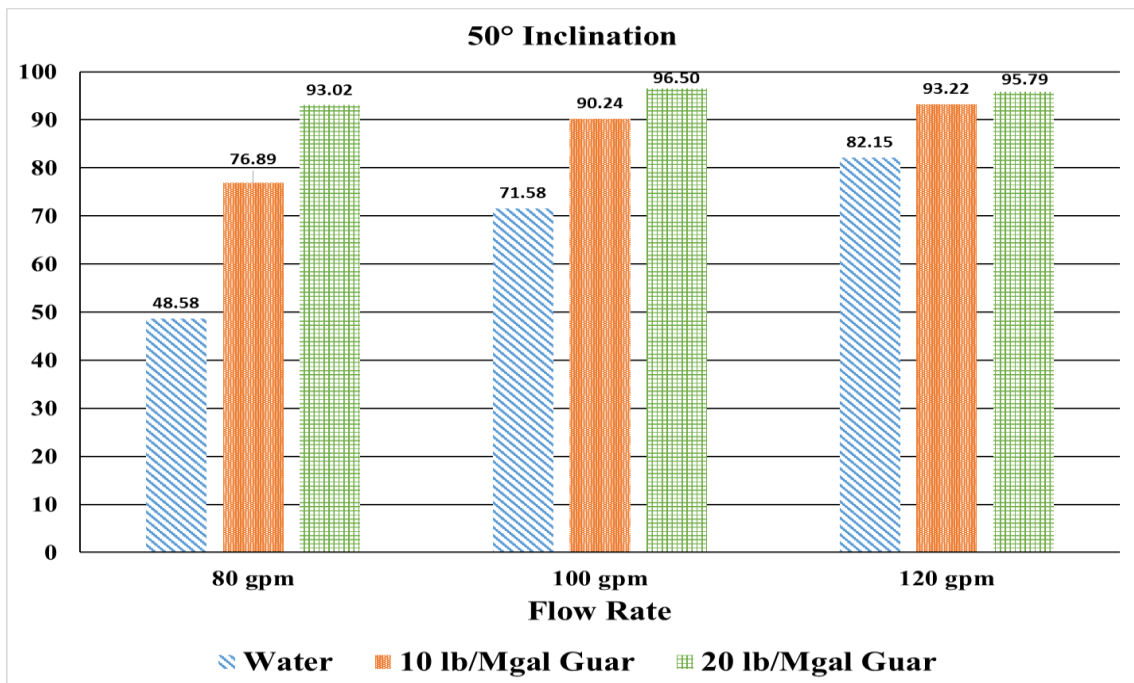 50° Inclination
100
90
80
70
60
50
40
30
20
10
0
48.58
76.89
93.02
71.58
90.24
96.50
82.15
93.22
95.79
80 gpm
100 gpm
120 gpm
Flow Rate
Water
10 lb/Mgal Guar
20 lb/Mgal Guar